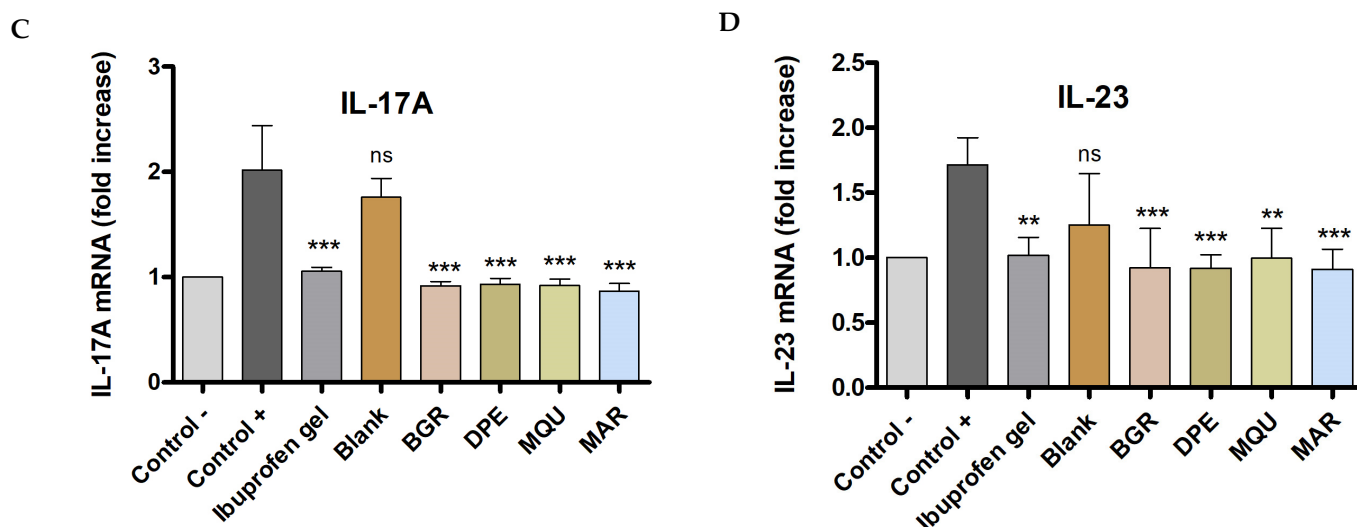 C
IL-17A mRNA (fold increase)
IL-17A
3
2
1
0
ns
***
***
***
***
***
Control -
Control +
Ibuprofen gel
Blank
BGR
DPE
MQU
MAR
D
IL-23 mRNA (fold increase)
IL-23
2.5
2.0
1.5
1.0
0.5
0.0
ns
**
***
***
**
***
Control -
Control +
Ibuprofen gel
Blank
BGR
DPE
MQU
MAR